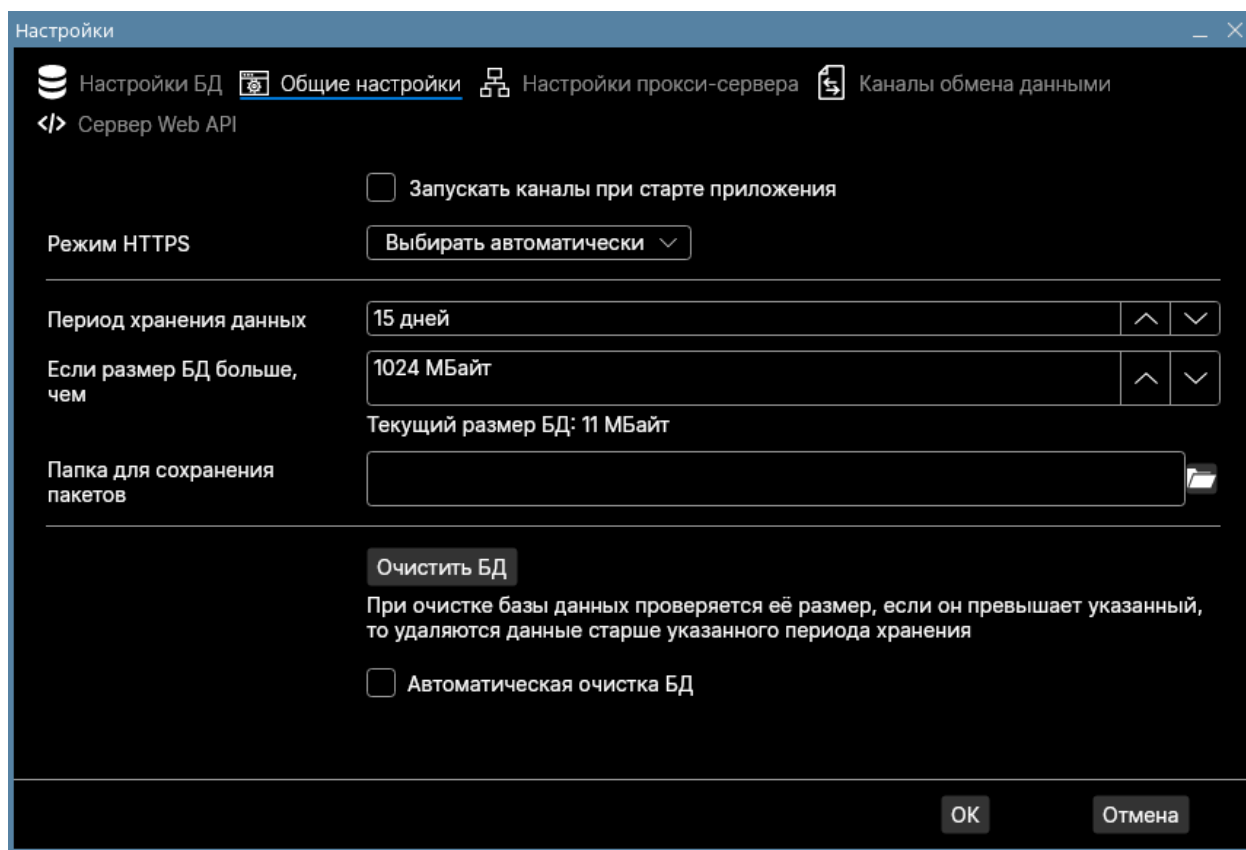 Настройки
Настройки БД Общие настройки Настройки прокси-сервера Каналы обмена данными
Сервер Web API
Запускать каналы при старте приложения
Режим HTTPS Выбирать автоматически
Период хранения данных 15 дней
Если размер БД больше,
чем
1024 МБайт
Текущий размер БД: 11 МБайт
Папка для сохранения
пакетов
Очистить БД
При очистке базы данных проверяется её размер, если он превышает указанный,
то удаляются данные старше указанного периода хранения
Автоматическая очистка БД
ОК Отмена